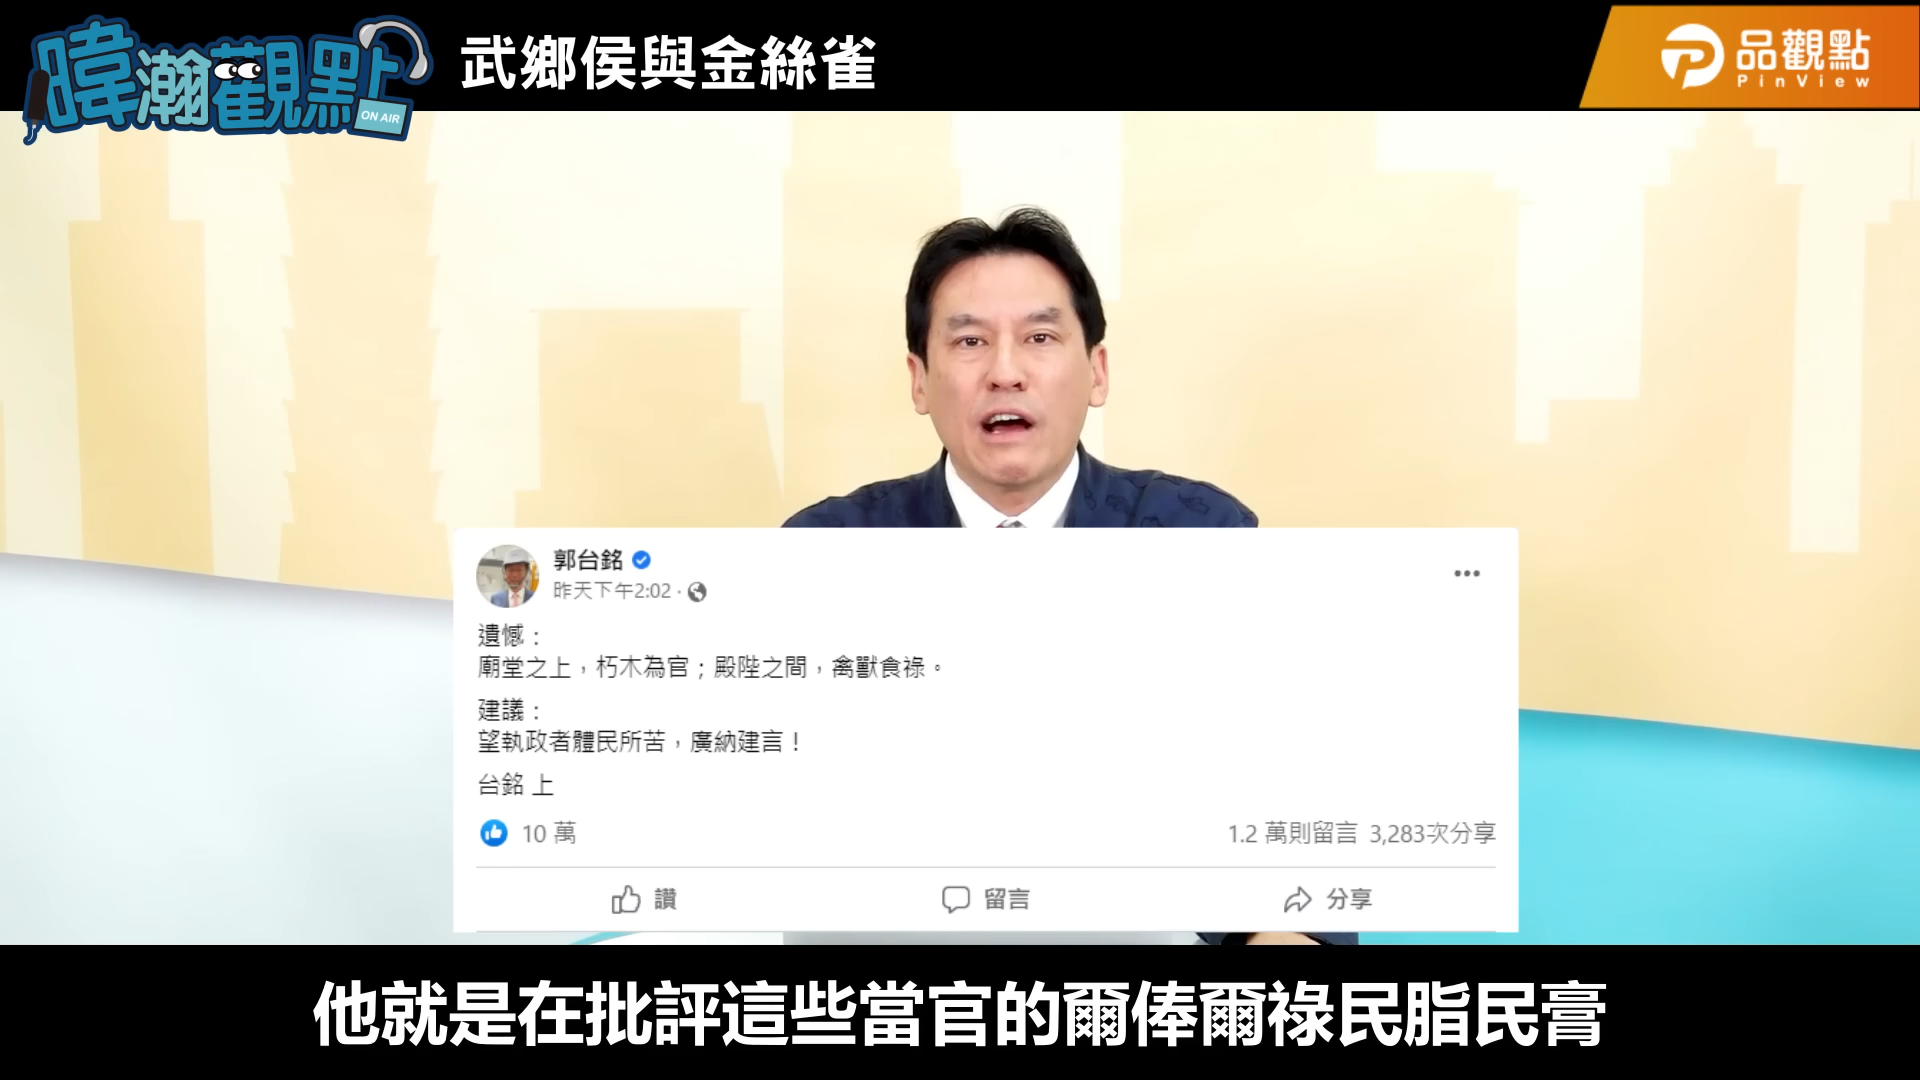 暐瀚觀點
ON AIR
武鄉侯與金絲雀
品觀點
PinView
郭台銘
昨天下午2:02 ·
遺憾：
廟堂之上，朽木為官；殿陛之間，禽獸食祿。
建議：
望執政者體民所苦，廣納建言！
台銘 上
10 萬
1.2 萬則留言 3,283次分享
讚 留言 分享
他就是在批評這些當官的爾俸爾祿民脂民膏